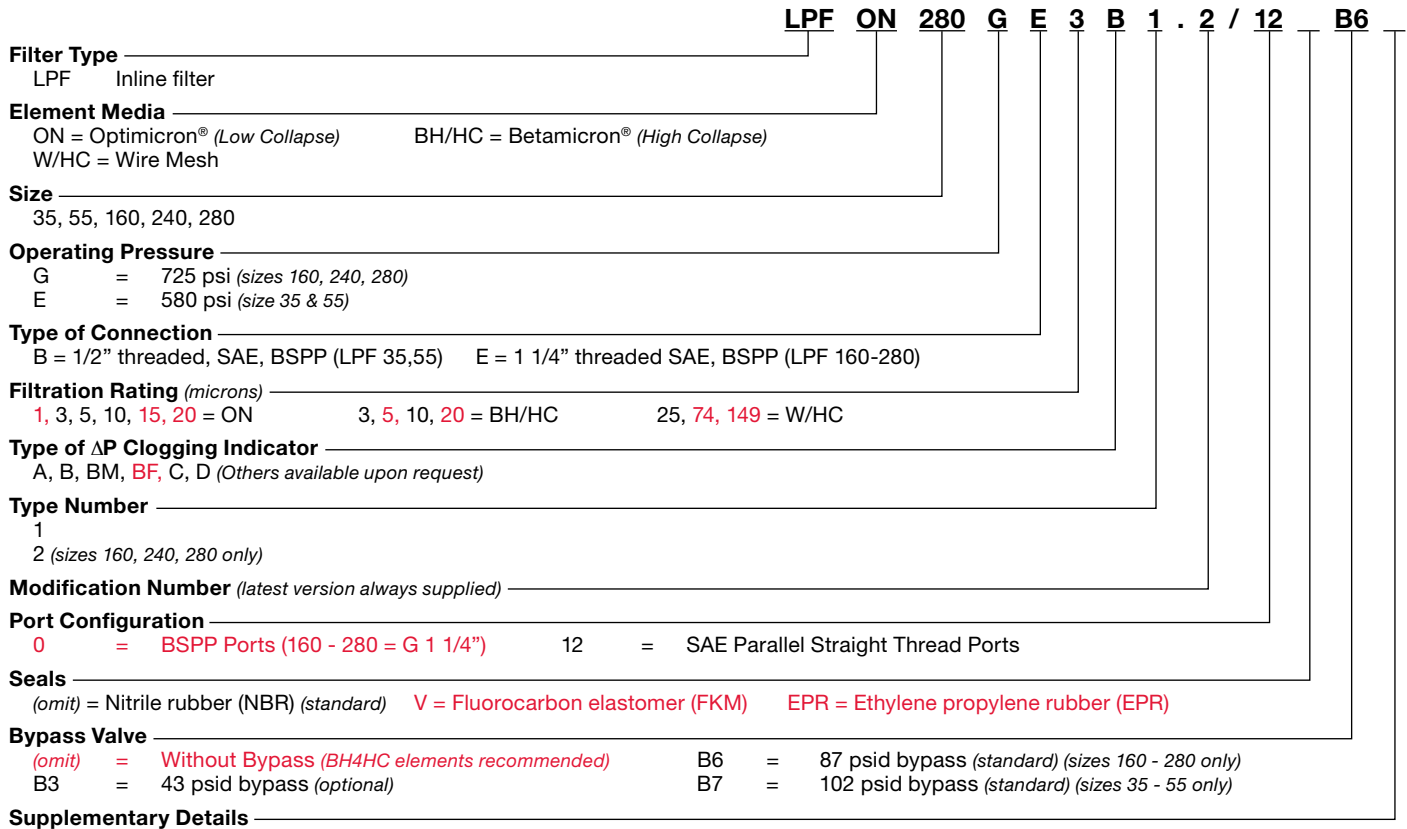 LPF ON 280 G E 3 B 1 . 2 / 12 _ B6 _
Filter Type
LPF Inline filter
Element Media
ON = Optimicron® (Low Collapse) BH/HC = Betamicron® (High Collapse)
W/HC = Wire Mesh
Size
35, 55, 160, 240, 280
Operating Pressure
G = 725 psi (sizes 160, 240, 280)
E = 580 psi (size 35 & 55)
Type of Connection
B = 1/2” threaded, SAE, BSPP (LPF 35,55) E = 1 1/4” threaded SAE, BSPP (LPF 160-280)
Filtration Rating (microns)
1, 3, 5, 10, 15, 20 = ON 3, 5, 10, 20 = BH/HC 25, 74, 149 = W/HC
Type of ΔP Clogging Indicator
A, B, BM, BF, C, D (Others available upon request)
Type Number
1
2 (sizes 160, 240, 280 only)
Modification Number (latest version always supplied)
Port Configuration
0 = BSPP Ports (160 - 280 = G 1 1/4”) 12 = SAE Parallel Straight Thread Ports
Seals
(omit) = Nitrile rubber (NBR) (standard) V = Fluorocarbon elastomer (FKM) EPR = Ethylene propylene rubber (EPR)
Bypass Valve
(omit) = Without Bypass (BH4HC elements recommended) B6 = 87 psid bypass (standard) (sizes 160 - 280 only)
B3 = 43 psid bypass (optional) B7 = 102 psid bypass (standard) (sizes 35 - 55 only)
Supplementary Details